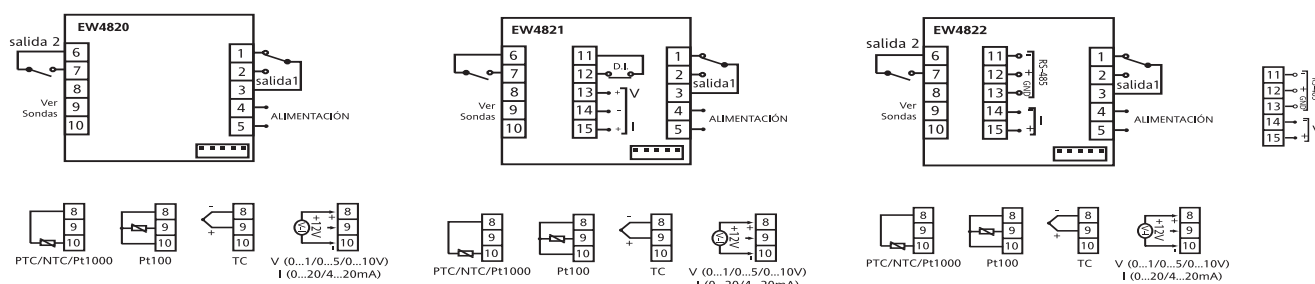 EW4820
salida 2
6
7
8
9
10
Ver
Sondas
1
2
3
4
5
salida1
ALIMENTACIÓN
8
9
10
PTC/NTC/Pt1000
8
9
10
Pt100
-
+
8
9
10
TC
V-I
+
+12V
I
8
9
10
V (0...1/0...5/0...10V)
I (0...20/4...20mA)
EW4821
6
7
8
9
10
Ver
Sondas
11
12
13
14
15
D.I.
+
V
-
+
I
1
2
3
4
5
salida1
ALIMENTACIÓN
8
9
10
PTC/NTC/Pt1000
8
9
10
Pt100
-
+
8
9
10
TC
V-I
+
+12V
I
8
9
10
V (0...1/0...5/0...10V)
I (0...20/4...20mA)
EW4822
salida 2
6
7
8
9
10
Ver
Sondas
11
12
13
14
15
-
+
GND
RS-485
-
+
I
1
2
3
4
5
salida1
ALIMENTACIÓN
8
9
10
PTC/NTC/Pt1000
8
9
10
Pt100
-
+
8
9
10
TC
V-I
+
+12V
I
8
9
10
V (0...1/0...5/0...10V)
I (0...20/4...20mA)
11
12
13
14
15
-
+
GND
-
+